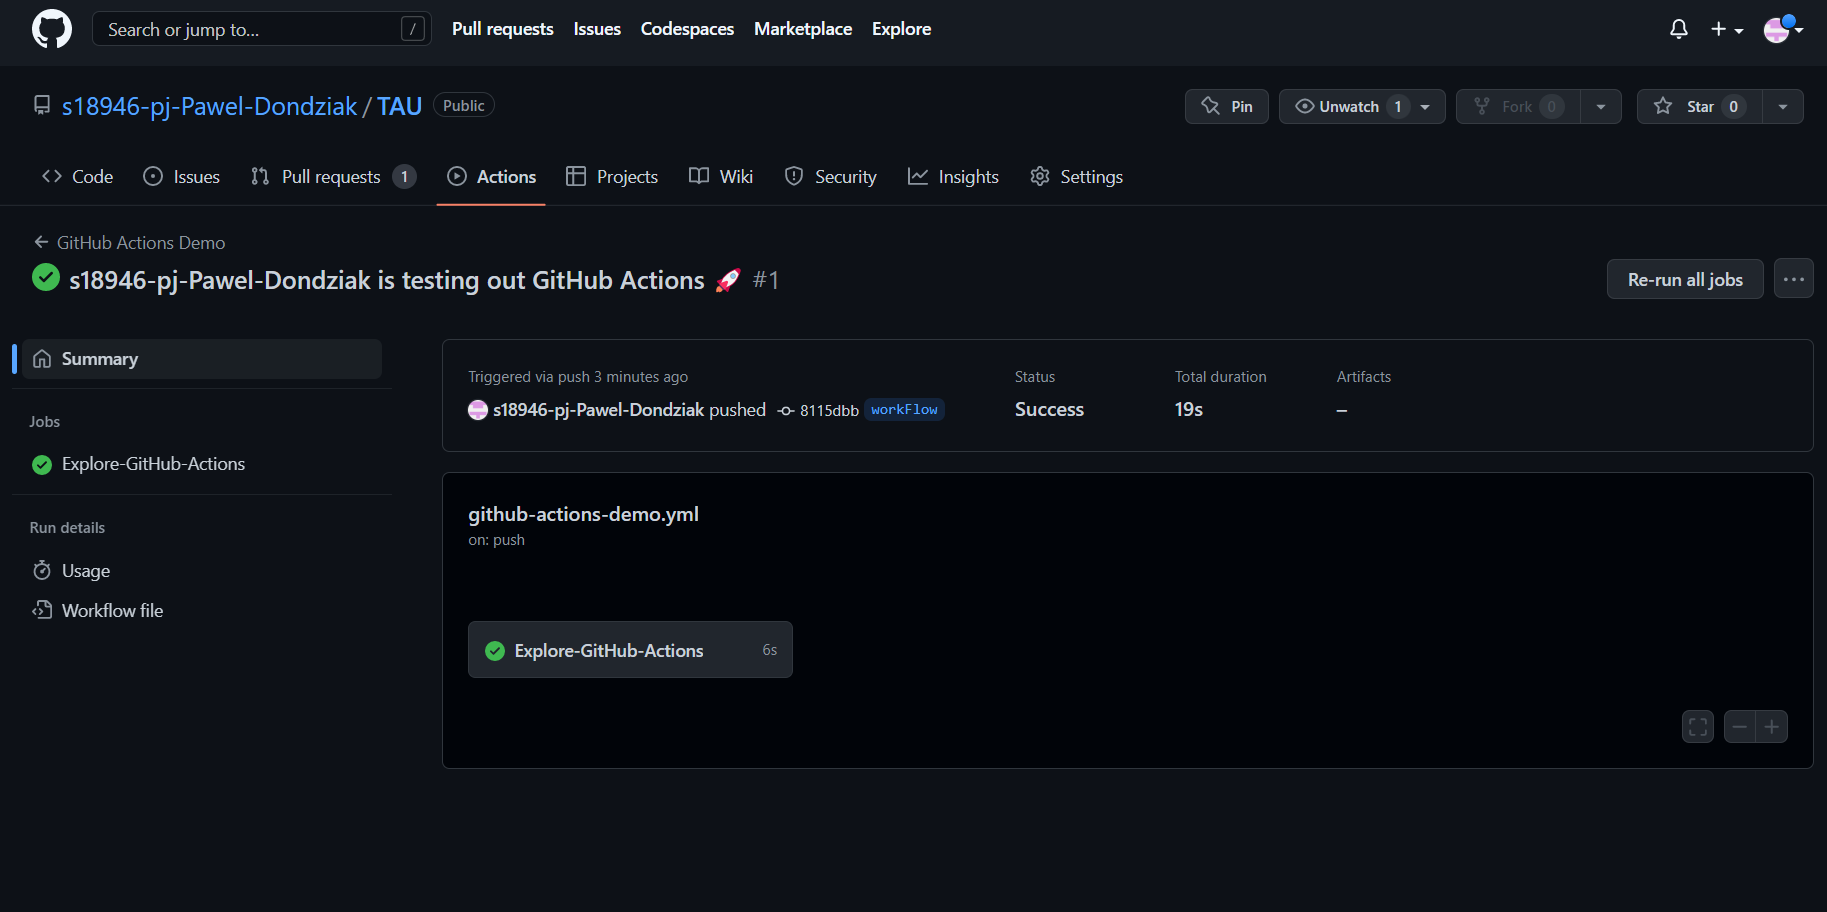 Search or jump to... / Pull requests Issues Codespaces Marketplace Explore
s18946-pj-Pawel-Dondziak / TAU Public Pin Unwatch 1 Fork 0 Star 0
Code Issues Pull requests 1 Actions Projects Wiki Security Insights Settings
GitHub Actions Demo
s18946-pj-Pawel-Dondziak is testing out GitHub Actions 🚀 #1 Re-run all jobs
Summary
Jobs
Explore-GitHub-Actions
Run details
Usage
Workflow file
Triggered via push 3 minutes ago Status Total duration Artifacts
s18946-pj-Pawel-Dondziak pushed 8115dbb workFlow Success 19s –
github-actions-demo.yml
on: push
Explore-GitHub-Actions 6s